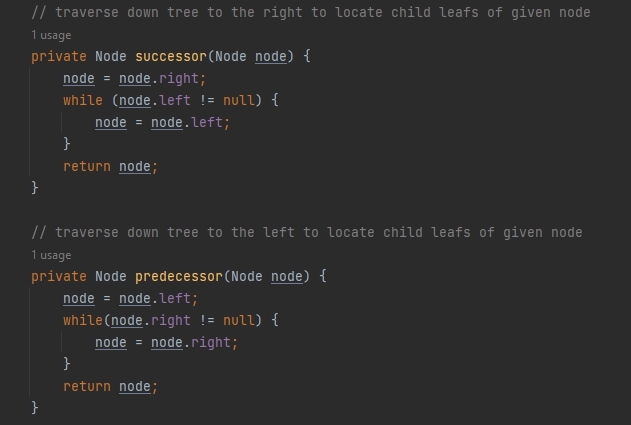 // traverse down tree to the right to locate child leafs of given node
1 usage
private Node successor(Node node) {
    node = node.right;
    while (node.left != null) {
        node = node.left;
    }
    return node;
}
// traverse down tree to the left to locate child leafs of given node
1 usage
private Node predecessor(Node node) {
    node = node.left;
    while(node.right != null) {
        node = node.right;
    }
    return node;
}